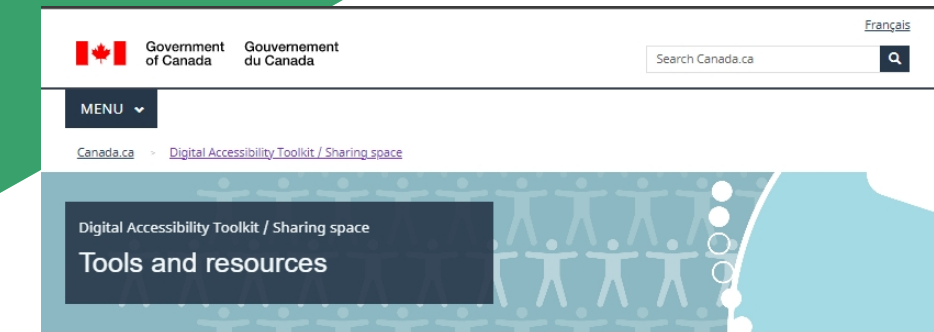 Français
Government of Canada
Gouvernement du Canada
Search Canada.ca
MENU
Canada.ca > Digital Accessibility Toolkit / Sharing space
Digital Accessibility Toolkit / Sharing space
Tools and resources